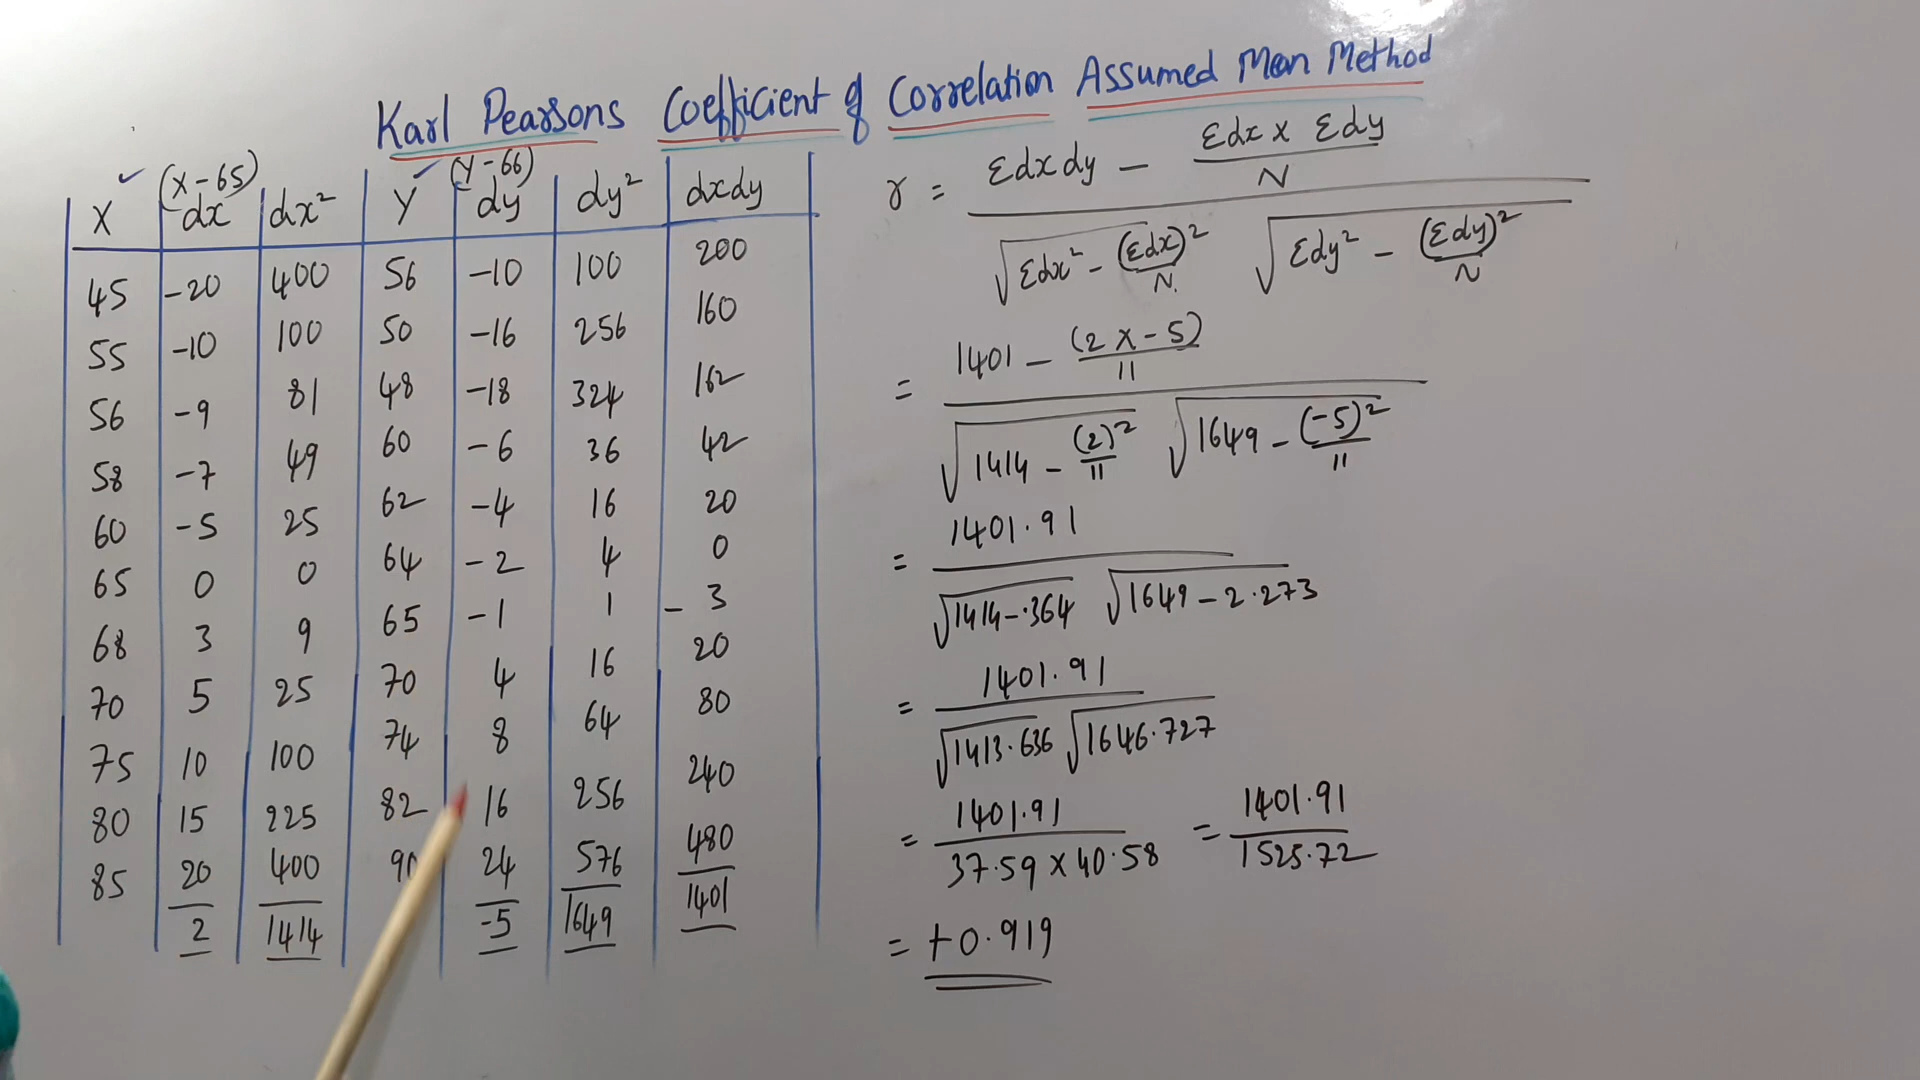 Karl Pearsons Coefficient of Correlation Assumed Mean Method
X (X-65) dx dx² Y (Y-66) dy dy² dxdy
45 -20 400 56 -10 100 200
55 -10 100 50 -16 256 160
56 -9 81 48 -18 324 162
58 -7 49 60 -6 36 42
60 -5 25 62 -4 16 20
65 0 0 64 -2 4 0
68 3 9 65 -1 1 -3
70 5 25 70 4 16 20
75 10 100 74 8 64 80
80 15 225 82 16 256 240
85 20 400 90 24 576 480
2 1414 -5 1649 1401
r = Σdxdy - Σdx x Σdy / N
√Σdx² - (Σdx)² / N. √Σdy² - (Σdy)² / N
= 1401 - (2 x -5) / 11
√1414 - (2)² / 11 √1649 - (-5)² / 11
= 1401.91
√1414-.364 √1649-2.273
= 1401.91
√1413.636 √1646.727
= 1401.91 / 37.59 x 40.58 = 1401.91 / 1525.72
= +0.919